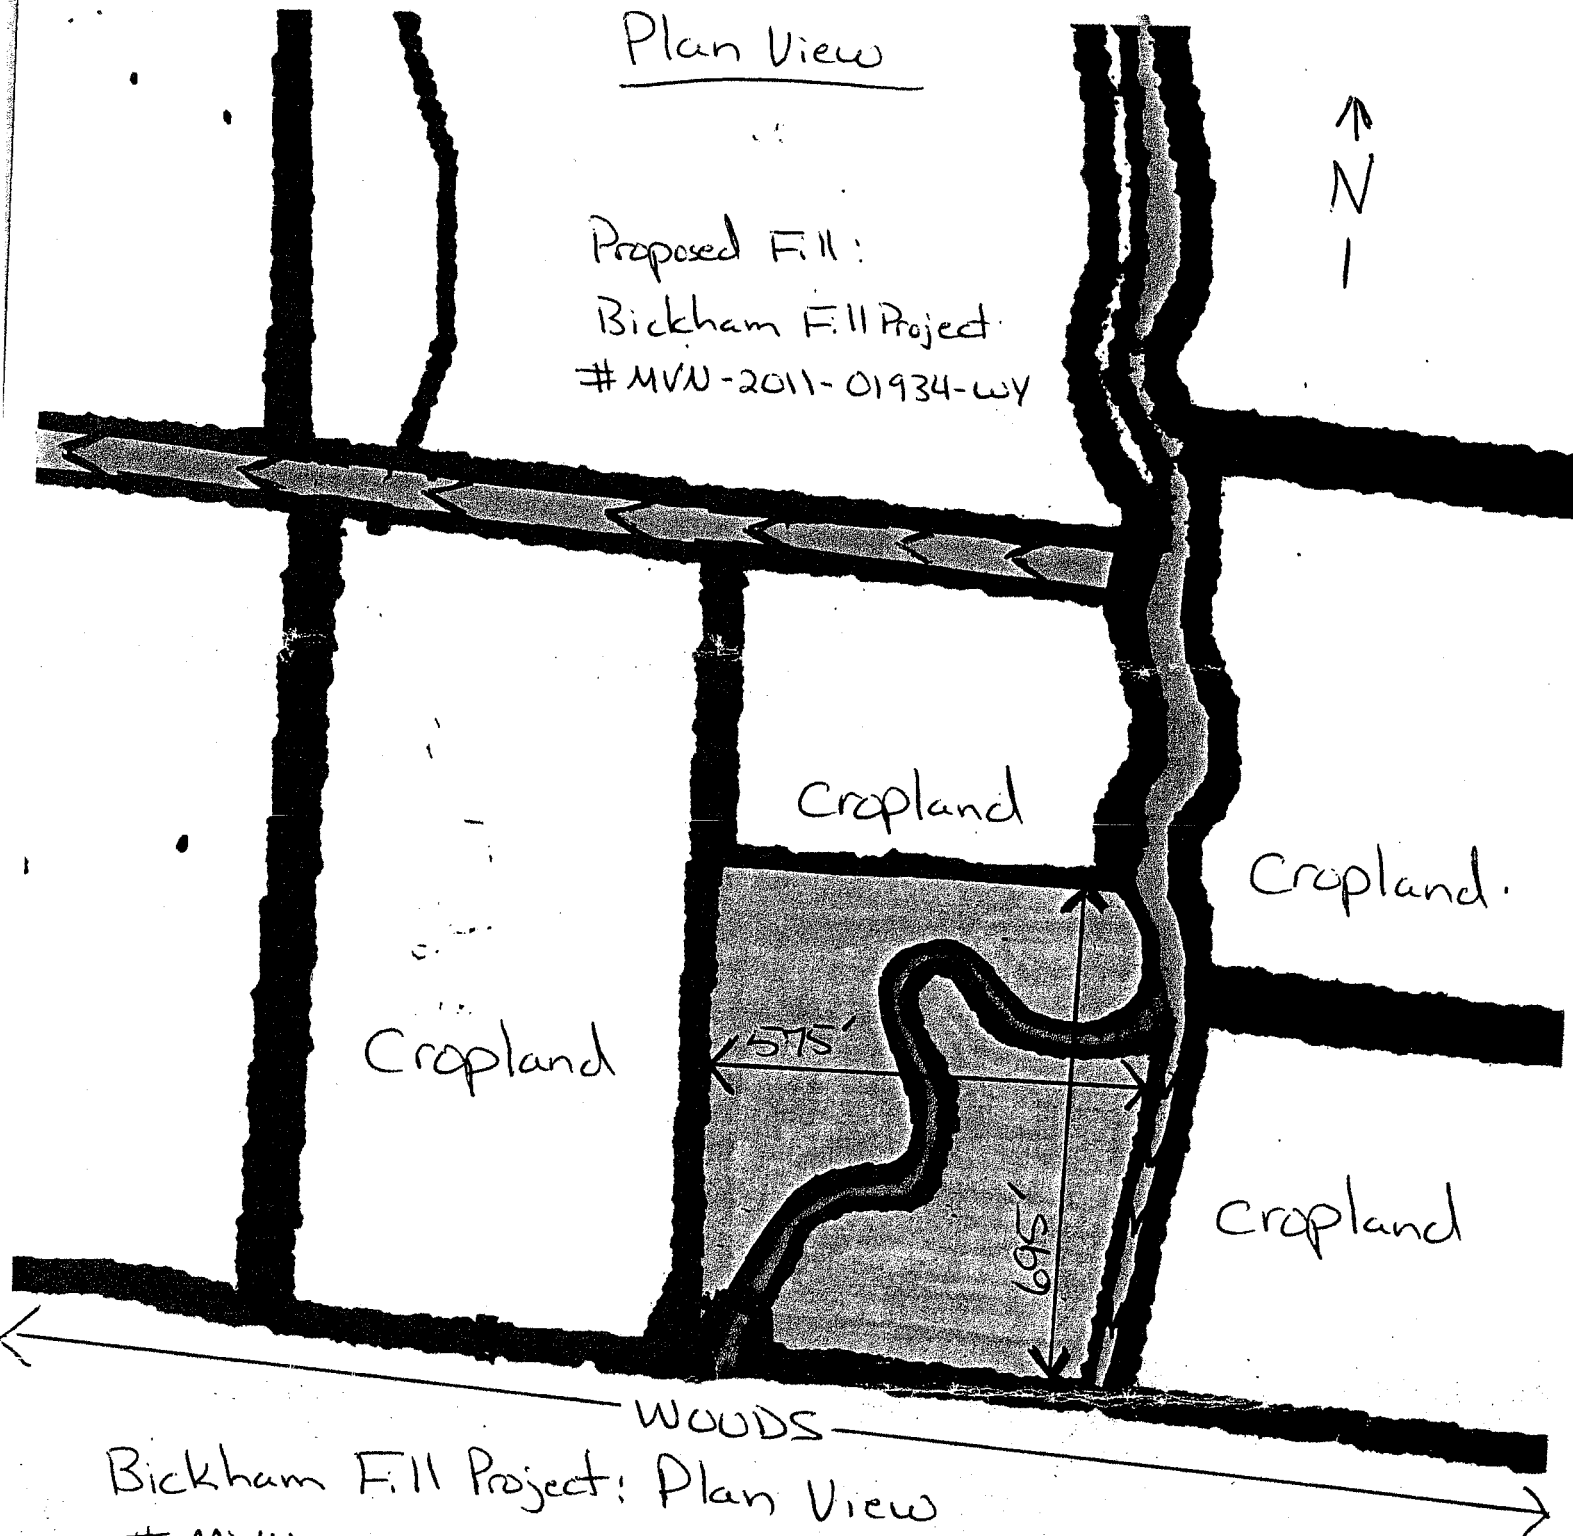 Plan View
N
Proposed Fill:
Bickham Fill Project
# MVN-2011-01934-WY
Cropland
Cropland.
Cropland
575'
695'
Cropland
WOODS
Bickham Fill Project: Plan View